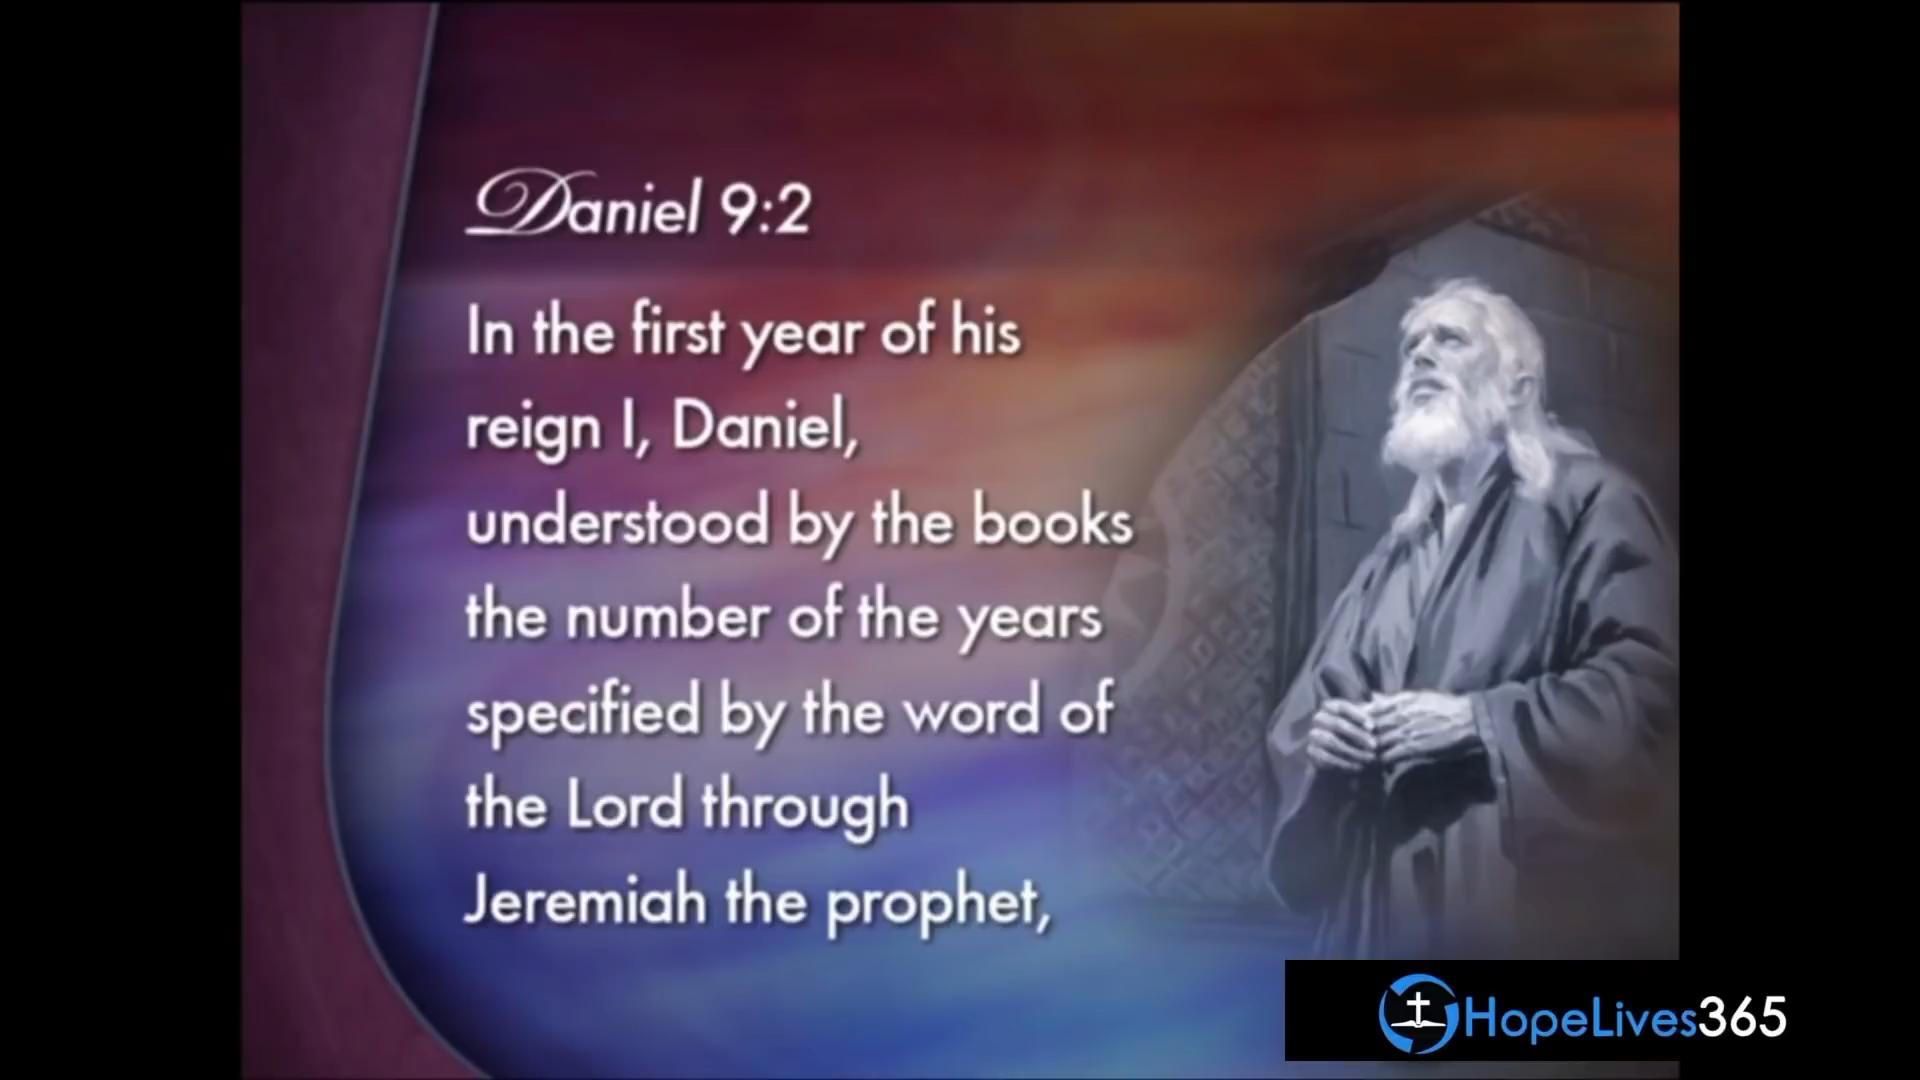 Daniel 9:2
In the first year of his
reign I, Daniel,
understood by the books
the number of the years
specified by the word of
the Lord through
Jeremiah the prophet,
HopeLives365